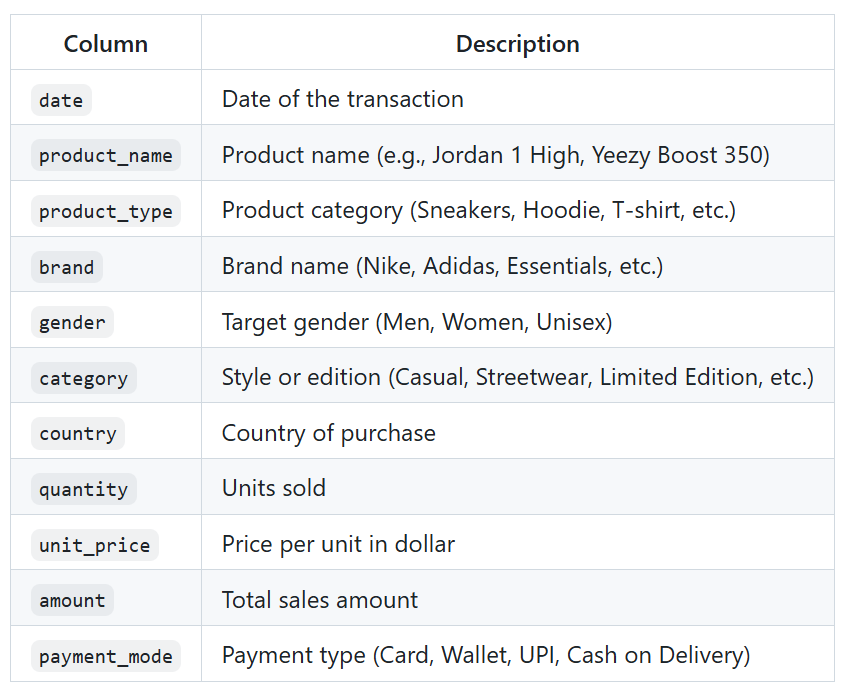 Column Description
date Date of the transaction
product_name Product name (e.g., Jordan 1 High, Yeezy Boost 350)
product_type Product category (Sneakers, Hoodie, T-shirt, etc.)
brand Brand name (Nike, Adidas, Essentials, etc.)
gender Target gender (Men, Women, Unisex)
category Style or edition (Casual, Streetwear, Limited Edition, etc.)
country Country of purchase
quantity Units sold
unit_price Price per unit in dollar
amount Total sales amount
payment_mode Payment type (Card, Wallet, UPI, Cash on Delivery)